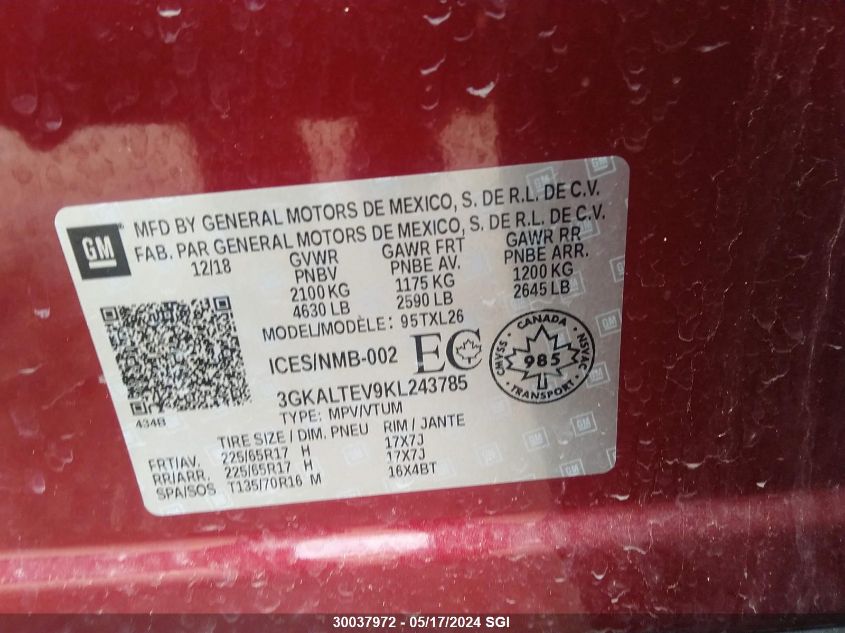 GM
MFD BY GENERAL MOTORS DE MEXICO, S. DE R.L. DE C.V.
FAB. PAR GENERAL MOTORS DE MEXICO, S. DE R.L. DE C.V.
12/18 GVWR GAWR FRT GAWR RR
PNBV PNBE AV. PNBE ARR.
2100 KG 1175 KG 1200 KG
4630 LB 2590 LB 2645 LB
MODEL/MODÈLE: 95TXL26
ICES/NMB-002 EC
CANADA
SSAMC NSVAC
985
TRANSPORT
3GKALTEV9KL243785
434B TYPE: MPV/VTUM
TIRE SIZE / DIM. PNEU RIM / JANTE
FRT/AV. 225/65R17 H 17X7J
RR/ARR. 225/65R17 H 17X7J
SPA/SOS T135/70R16 M 16X4BT
30037972 - 05/17/2024 SGI